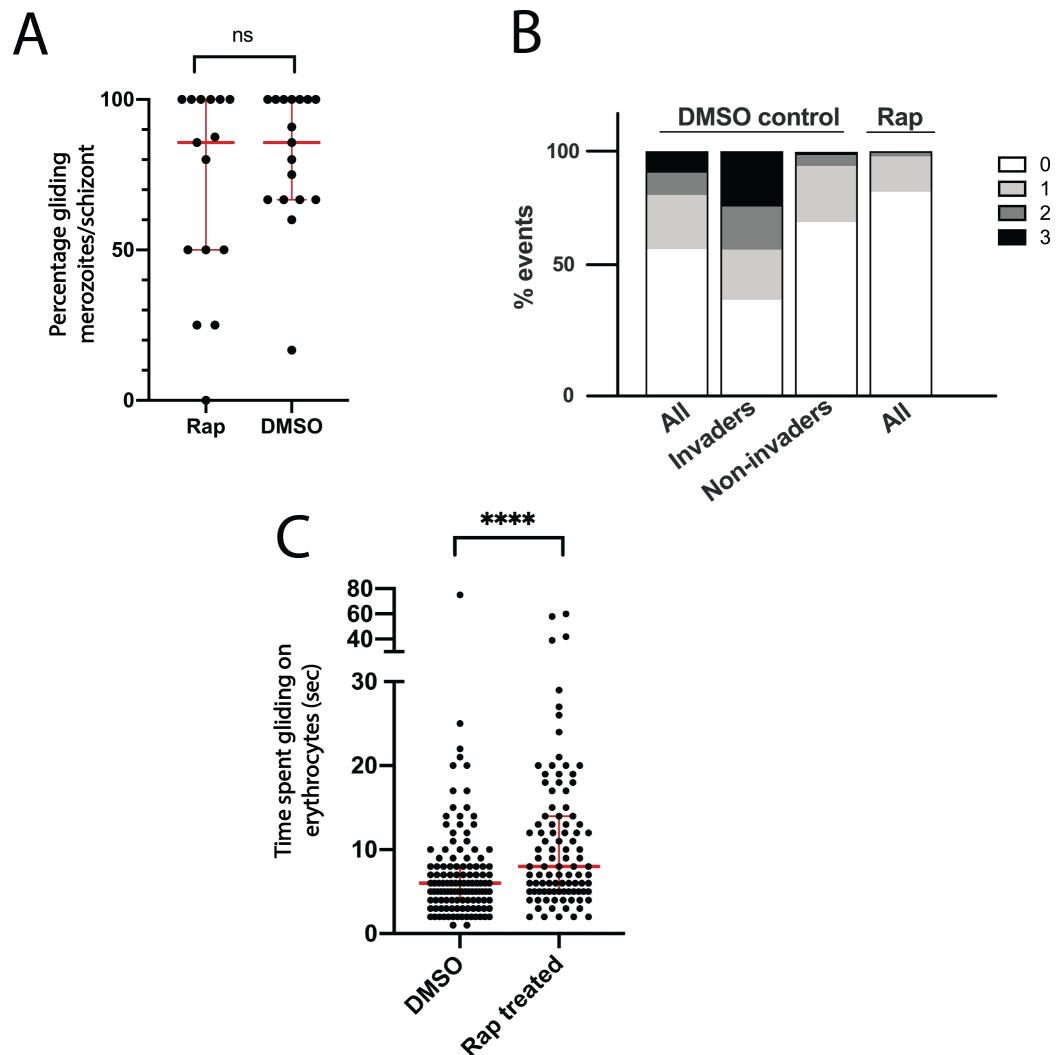 A
ns
Percentage gliding
merozoites/schizont
100
50
0
Rap
DMSO
B
DMSO control
Rap
% events
100
50
0
All
Invaders
Non-invaders
All
0
1
2
3
C
****
Time spent gliding on
erythrocytes (sec)
80
60
40
30
20
10
0
DMSO
Rap treated